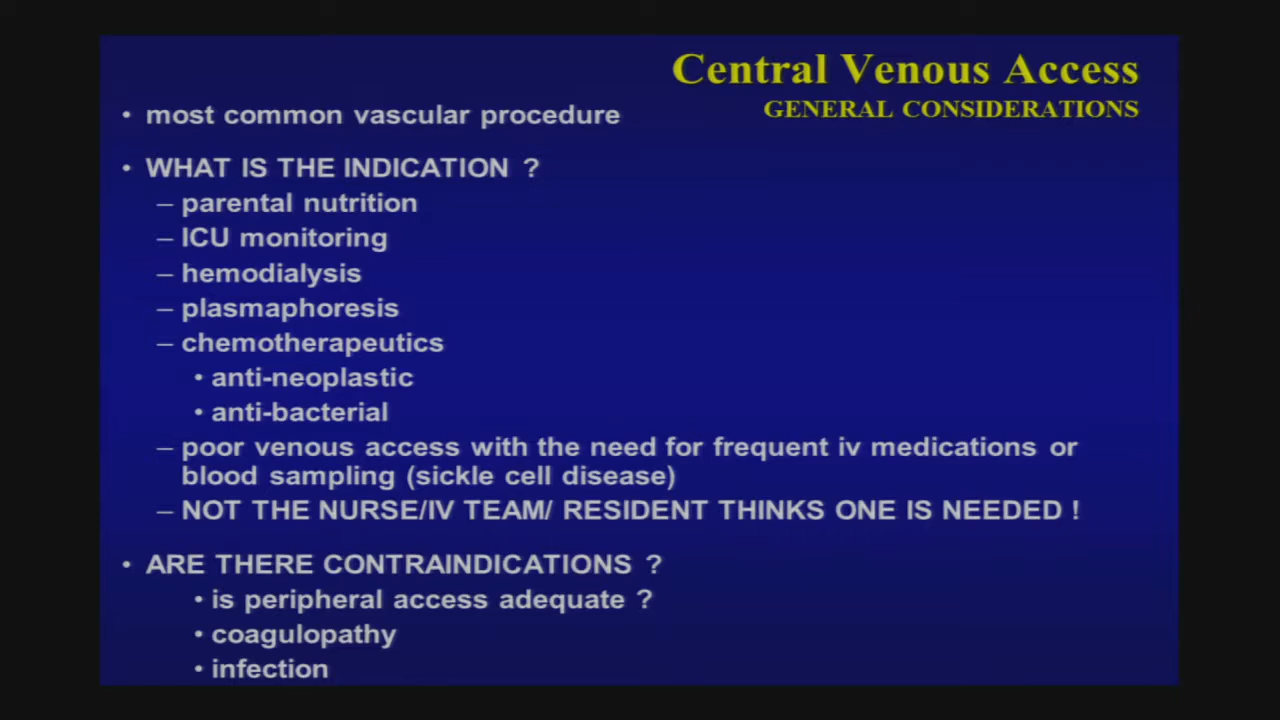 Central Venous Access
GENERAL CONSIDERATIONS
• most common vascular procedure
• WHAT IS THE INDICATION ?
– parental nutrition
– ICU monitoring
– hemodialysis
– plasmaphoresis
– chemotherapeutics
• anti-neoplastic
• anti-bacterial
– poor venous access with the need for frequent iv medications or
blood sampling (sickle cell disease)
– NOT THE NURSE/IV TEAM/ RESIDENT THINKS ONE IS NEEDED !
• ARE THERE CONTRAINDICATIONS ?
• is peripheral access adequate ?
• coagulopathy
• infection